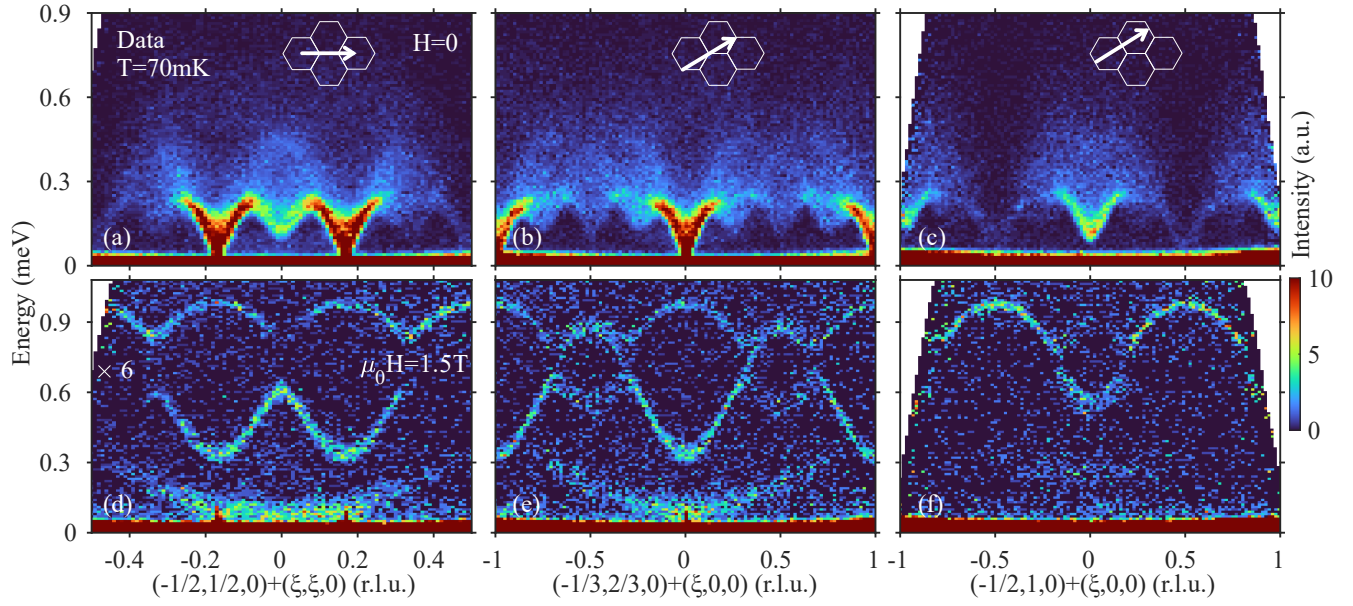 0.9
0.6
0.3
0
Data
T=70mK
H=0
(a)
(b)
(c)
Energy (meV)
Intensity (a.u.)
10
0
0.9
0.6
0.3
0
× 6
μ0H=1.5T
(d)
(e)
(f)
-0.4 -0.2 0 0.2 0.4
-1 -0.5 0 0.5 1
-1 -0.5 0 0.5 1
(-1/2,1/2,0)+(ξ,ξ,0) (r.l.u.)
(-1/3,2/3,0)+(ξ,0,0) (r.l.u.)
(-1/2,1,0)+(ξ,0,0) (r.l.u.)